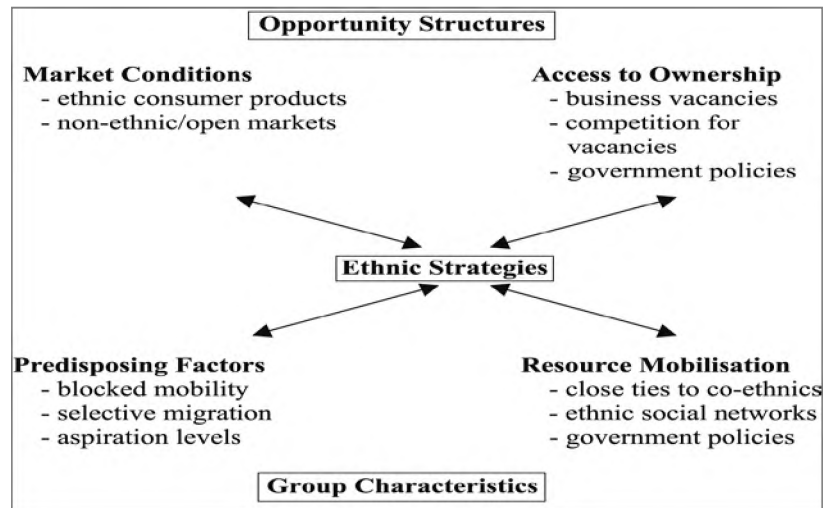 Opportunity Structures
Market Conditions
- ethnic consumer products
- non-ethnic/open markets
Access to Ownership
- business vacancies
- competition for
vacancies
- government policies
Ethnic Strategies
Predisposing Factors
- blocked mobility
- selective migration
- aspiration levels
Resource Mobilisation
- close ties to co-ethnics
- ethnic social networks
- government policies
Group Characteristics